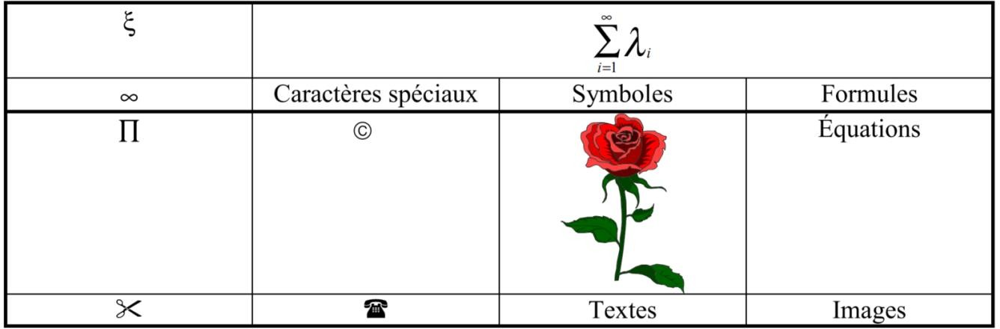 ξ
∑_{i=1}^{∞} λ_i
∞ Caractères spéciaux Symboles Formules
Π © Équations
✂ ☎ Textes Images